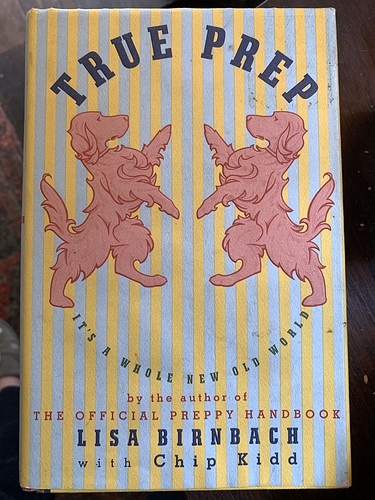 TRUE PREP
IT'S A WHOLE NEW OLD WORLD
by the author of
THE OFFICIAL PREPPY HANDBOOK
LISA BIRNBACH
with Chip Kidd